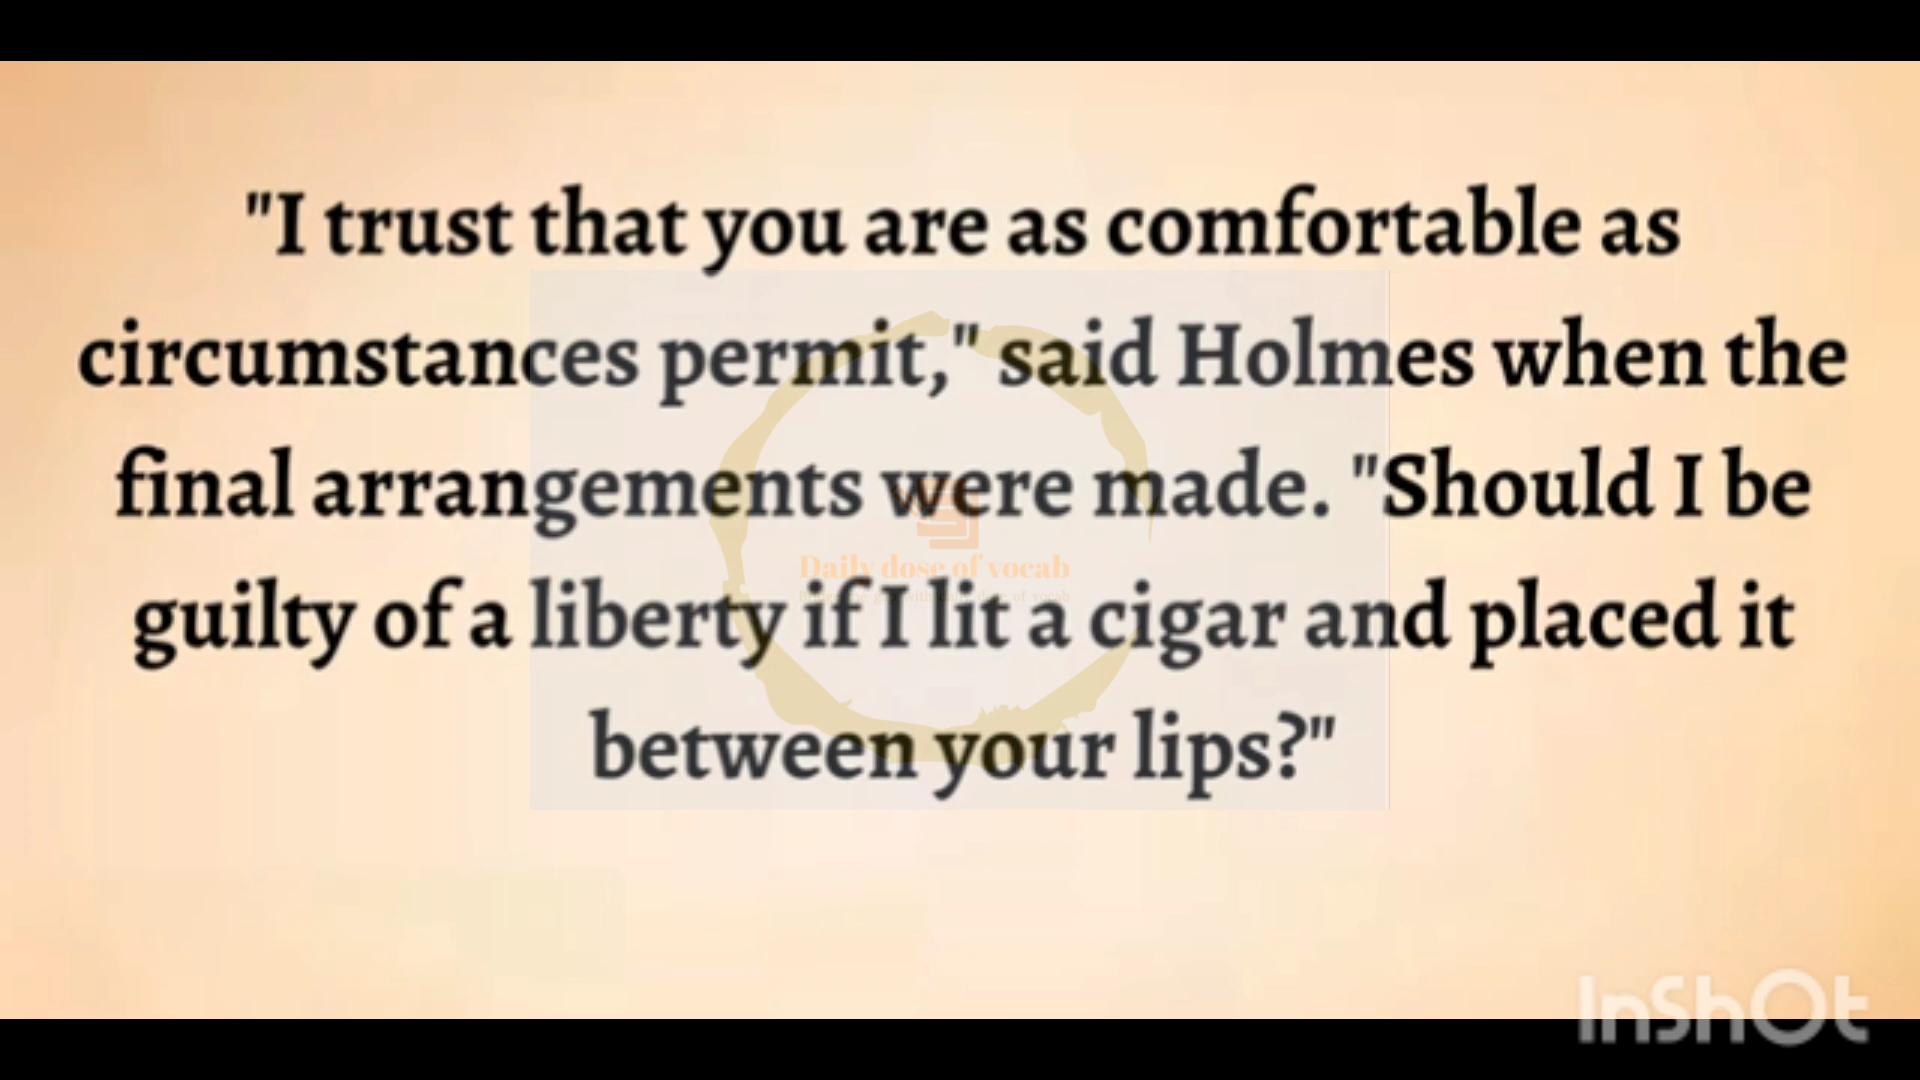 "I trust that you are as comfortable as
circumstances permit," said Holmes when the
final arrangements were made. "Should I be
guilty of a liberty if I lit a cigar and placed it
between your lips?"
Daily dose of vocab
InShOt